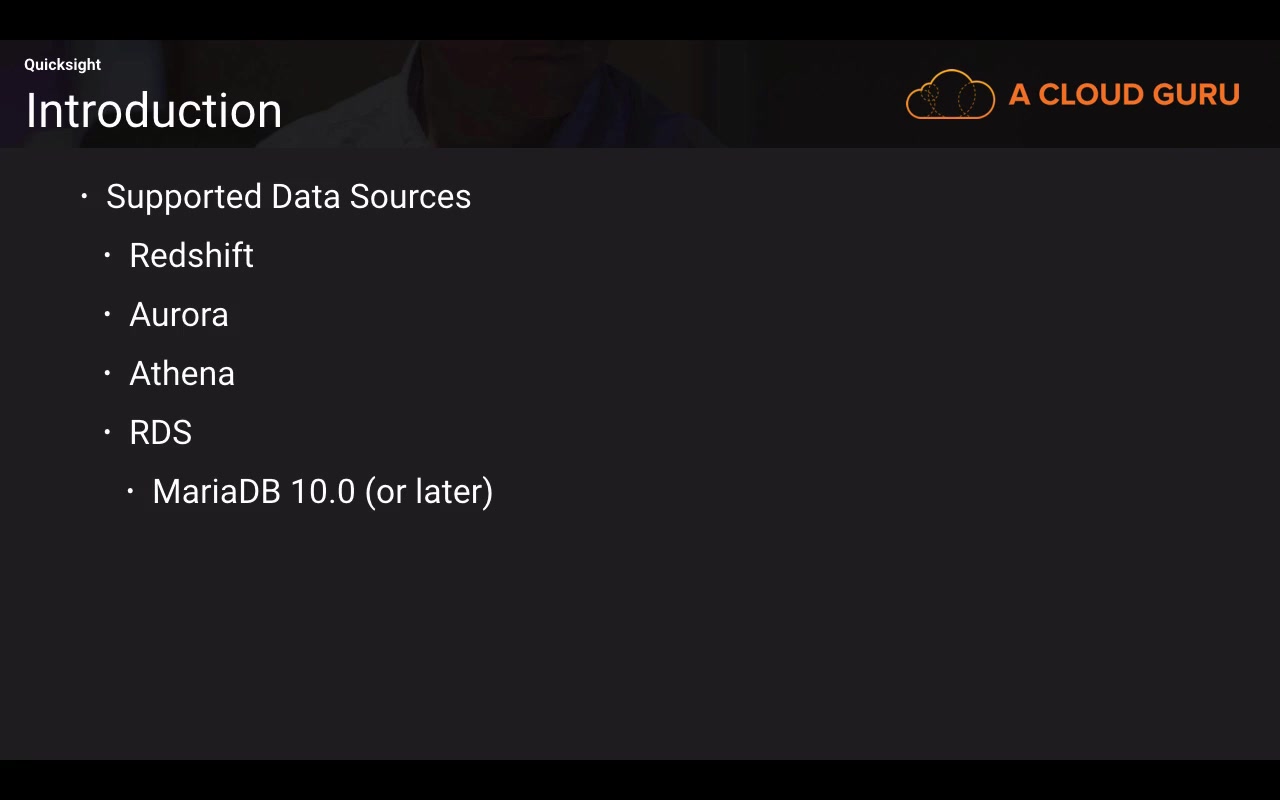 Quicksight
Introduction
A CLOUD GURU
• Supported Data Sources
• Redshift
• Aurora
• Athena
• RDS
• MariaDB 10.0 (or later)